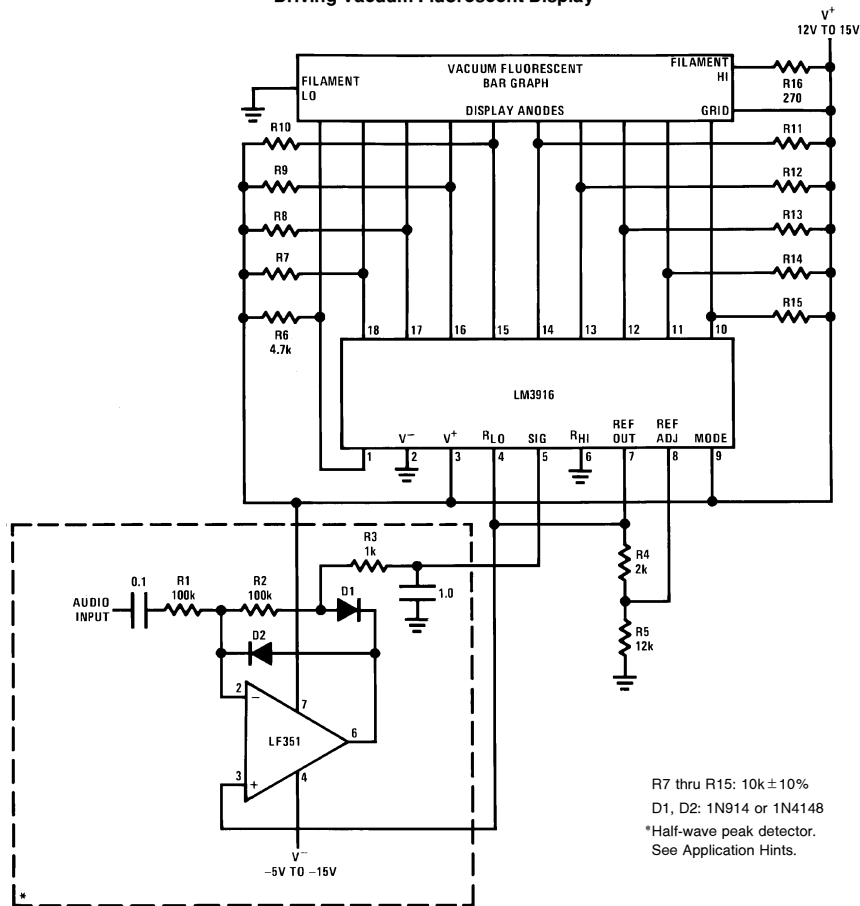 Driving Vacuum Fluorescent Display
V+
12V TO 15V
FILAMENT
LO
VACUUM FLUORESCENT
BAR GRAPH
FILAMENT
HI
R16
270
DISPLAY ANODES
GRID
R10
R11
R9
R12
R8
R13
R7
R14
R6
4.7k
R15
18
17
16
15
14
13
12
11
10
LM3916
V−
V+
RLO
SIG
RHI
REF
OUT
REF
ADJ
MODE
1
2
3
4
5
6
7
8
9
R3
1k
R4
2k
0.1
R1
100k
R2
100k
D1
1.0
AUDIO
INPUT
D2
R5
12k
2
−
7
LF351
6
3
+
4
V−
−5V TO −15V
*
R7 thru R15: 10k±10%
D1, D2: 1N914 or 1N4148
*Half-wave peak detector.
See Application Hints.